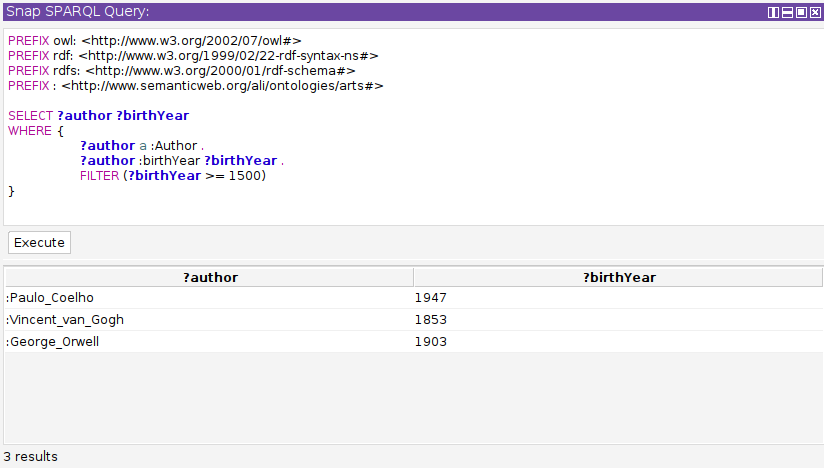 Snap SPARQL Query:
PREFIX owl: <http://www.w3.org/2002/07/owl#>
PREFIX rdf: <http://www.w3.org/1999/02/22-rdf-syntax-ns#>
PREFIX rdfs: <http://www.w3.org/2000/01/rdf-schema#>
PREFIX : <http://www.semanticweb.org/ali/ontologies/arts#>
SELECT ?author ?birthYear
WHERE {
?author a :Author .
?author :birthYear ?birthYear .
FILTER (?birthYear >= 1500)
}
Execute
?author ?birthYear
:Paulo_Coelho 1947
:Vincent_van_Gogh 1853
:George_Orwell 1903
3 results